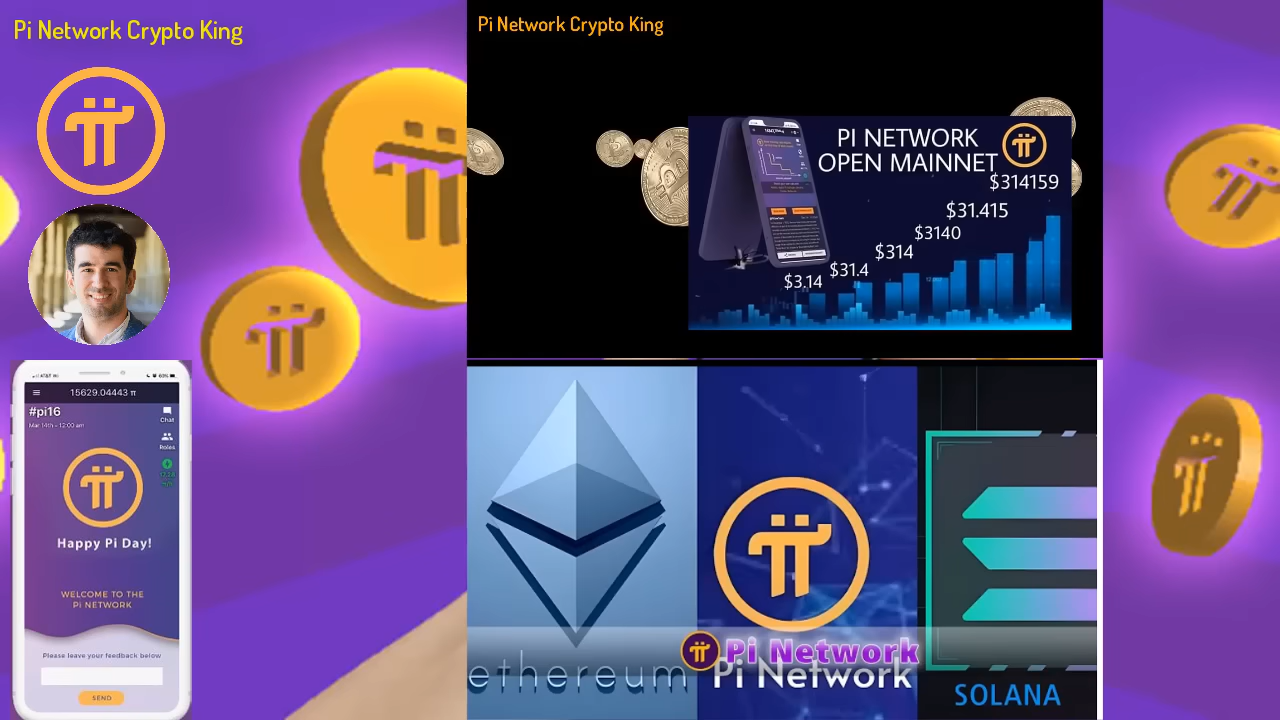 Pi Network Crypto King
15629.04443 π
#pi16
Mar 14th - 12:00 am
Chat
Roles
Happy Pi Day!
WELCOME TO THE
Pi NETWORK
Please leave your feedback below
SEND
Pi Network Crypto King
PI NETWORK
OPEN MAINNET
$314159
$31.415
$3140
$314
$31.4
$3.14
ethereum
Pi Network
Pi Network
SOLANA